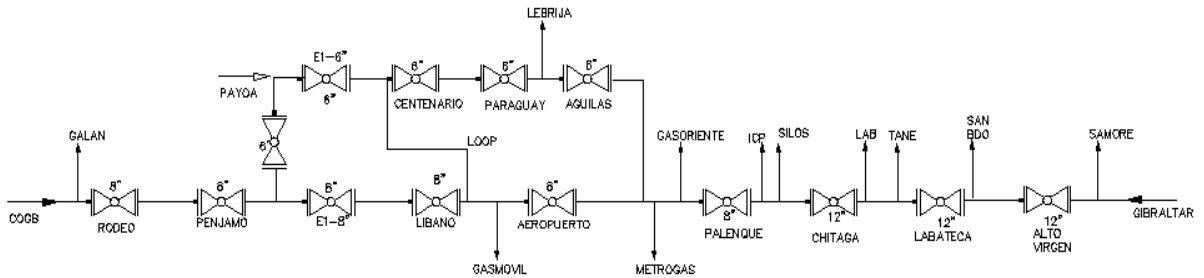 LEBRIJA
E1-6"
6"
6"
6"
PAYOA
6"
CENTENARIO
PARAGUAY
AGUILAS
GALAN
6"
LOOP
GASORIENTE
ICP
SILOS
LAB
TANE
SAN
BDO
SAMORE
8"
6"
8"
8"
6"
COGB
RODEO
PENJAMO
E1-8"
LIBANO
AEROPUERTO
8"
PALENQUE
12"
CHITAGA
12"
LABATECA
12"
ALTO
VIRGEN
GIBRALTAR
GASMOVIL
METROGAS